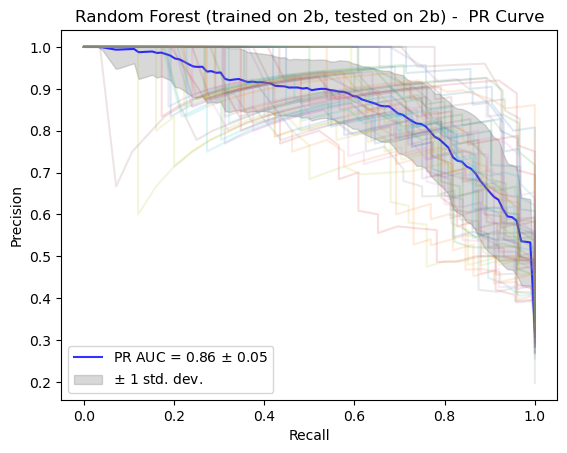 Random Forest (trained on 2b, tested on 2b) -  PR Curve
1.0
0.9
0.8
0.7
0.6
0.5
0.4
0.3
0.2
Precision
PR AUC = 0.86 ± 0.05
± 1 std. dev.
0.0 0.2 0.4 0.6 0.8 1.0
Recall